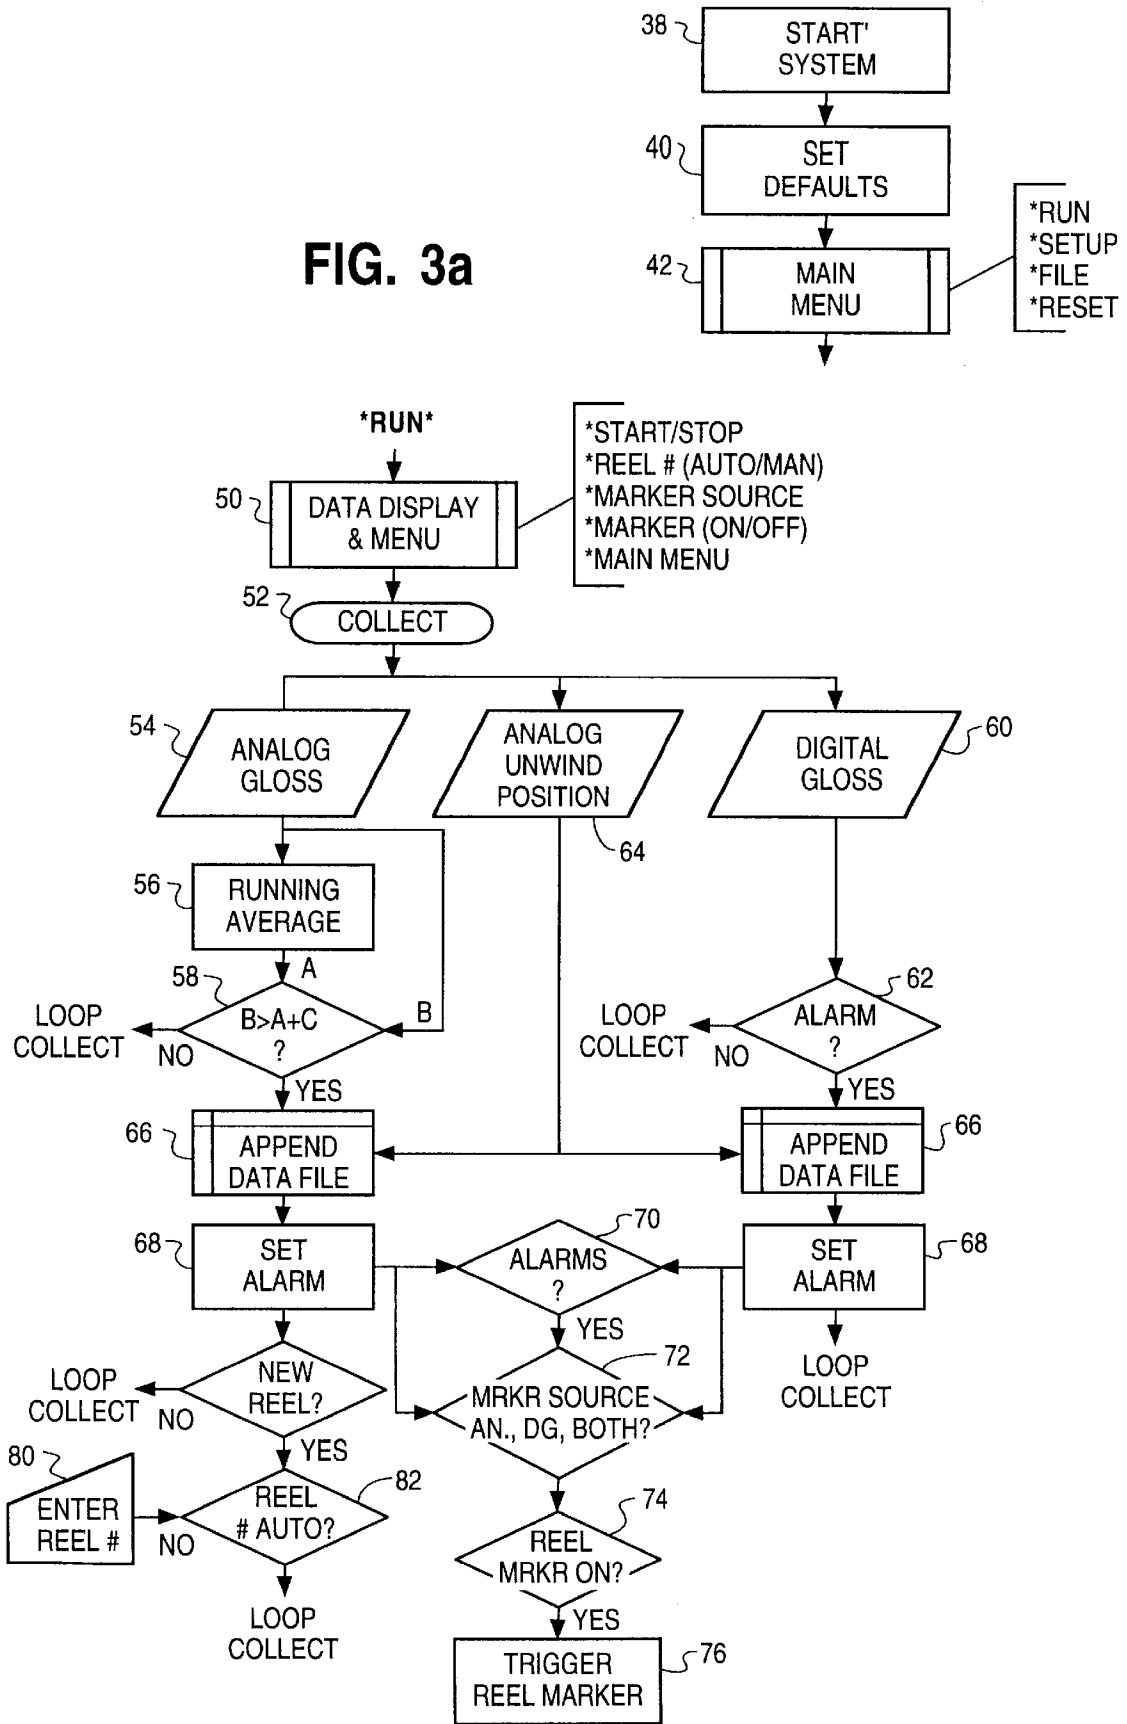 38
START'
SYSTEM
40
SET
DEFAULTS
42
MAIN
MENU
*RUN
*SETUP
*FILE
*RESET
FIG. 3a
*RUN*
50
DATA DISPLAY
& MENU
*START/STOP
*REEL # (AUTO/MAN)
*MARKER SOURCE
*MARKER (ON/OFF)
*MAIN MENU
52
COLLECT
54
ANALOG
GLOSS
ANALOG
UNWIND
POSITION
64
DIGITAL
GLOSS
60
56
RUNNING
AVERAGE
A
58
B>A+C
?
B
LOOP
COLLECT
NO
YES
62
ALARM
?
LOOP
COLLECT
NO
YES
66
APPEND
DATA FILE
66
APPEND
DATA FILE
68
SET
ALARM
70
ALARMS
?
YES
68
SET
ALARM
LOOP
COLLECT
NEW
REEL?
LOOP
COLLECT
NO
YES
72
MRKR SOURCE
AN., DG, BOTH?
80
ENTER
REEL #
NO
82
REEL
# AUTO?
LOOP
COLLECT
74
REEL
MRKR ON?
YES
76
TRIGGER
REEL MARKER